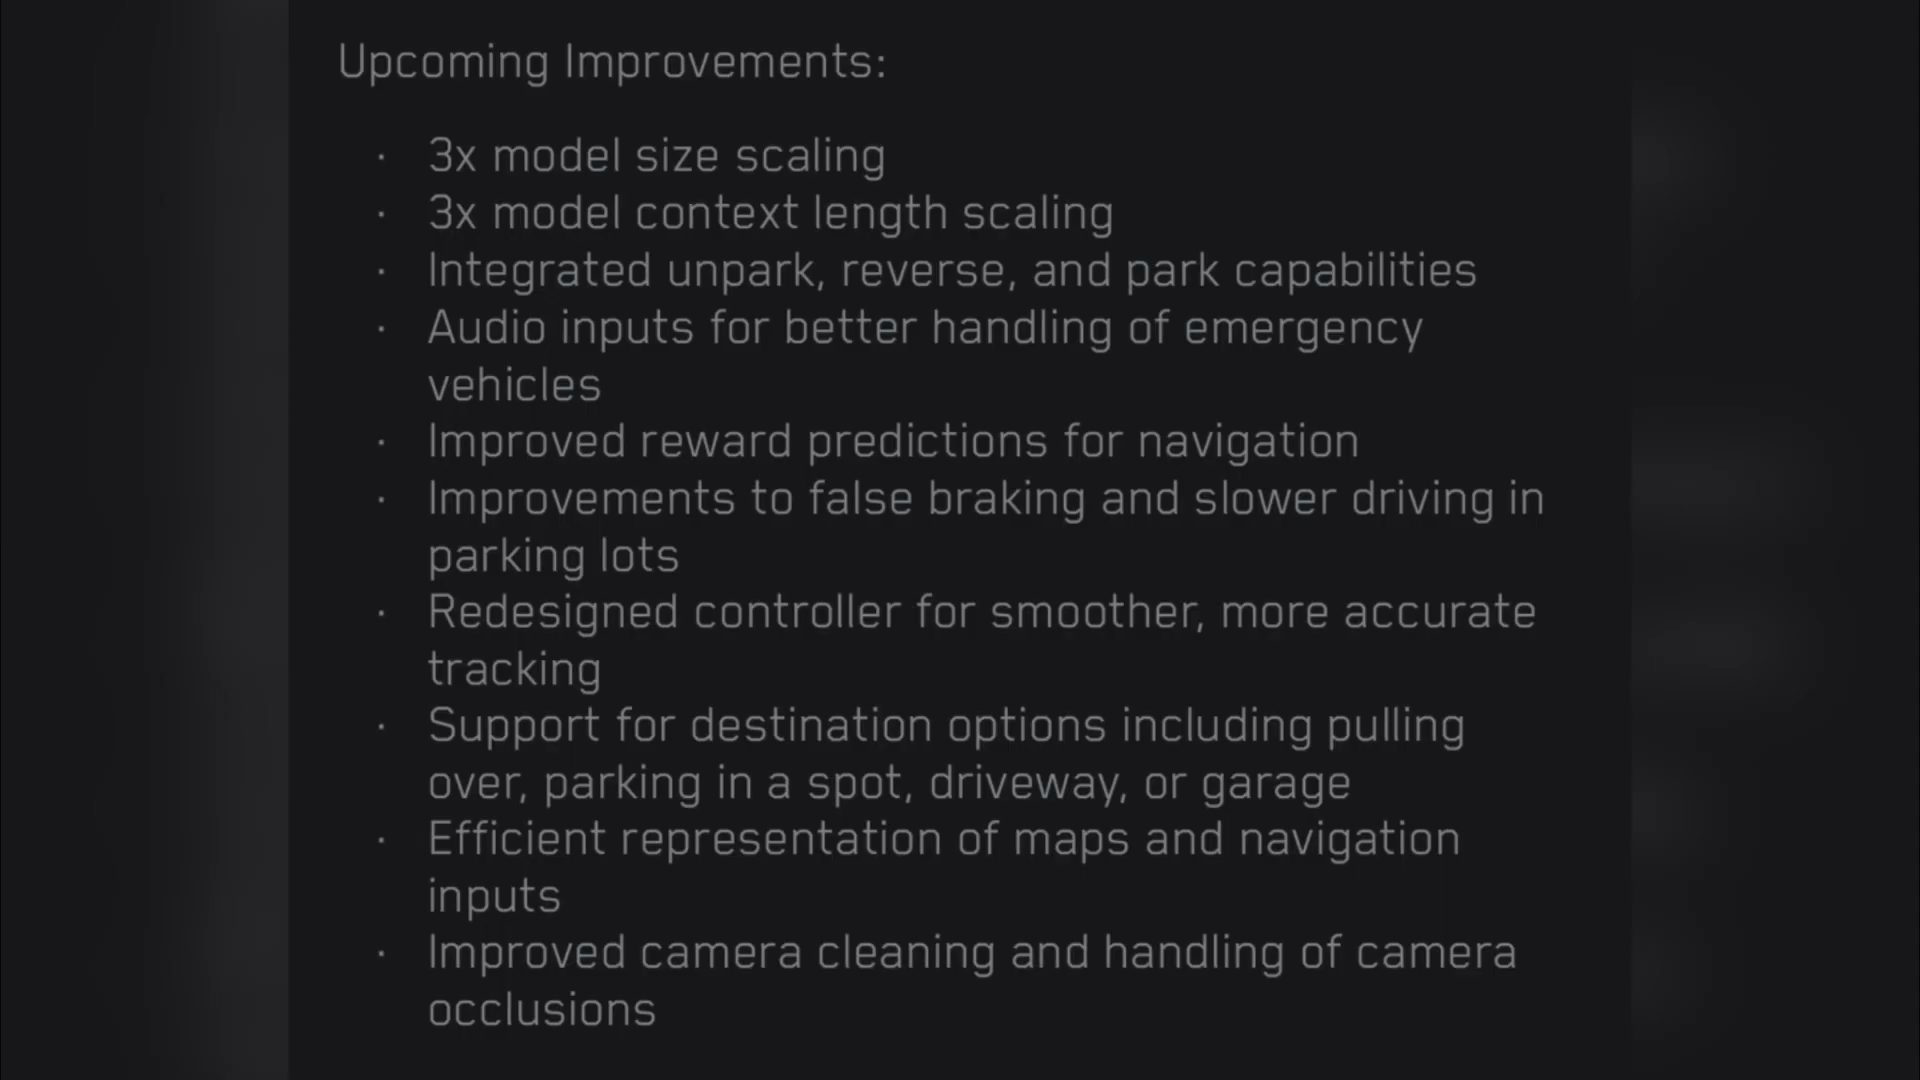 Upcoming Improvements:
· 3x model size scaling
· 3x model context length scaling
· Integrated unpark, reverse, and park capabilities
· Audio inputs for better handling of emergency
vehicles
· Improved reward predictions for navigation
· Improvements to false braking and slower driving in
parking lots
· Redesigned controller for smoother, more accurate
tracking
· Support for destination options including pulling
over, parking in a spot, driveway, or garage
· Efficient representation of maps and navigation
inputs
· Improved camera cleaning and handling of camera
occlusions